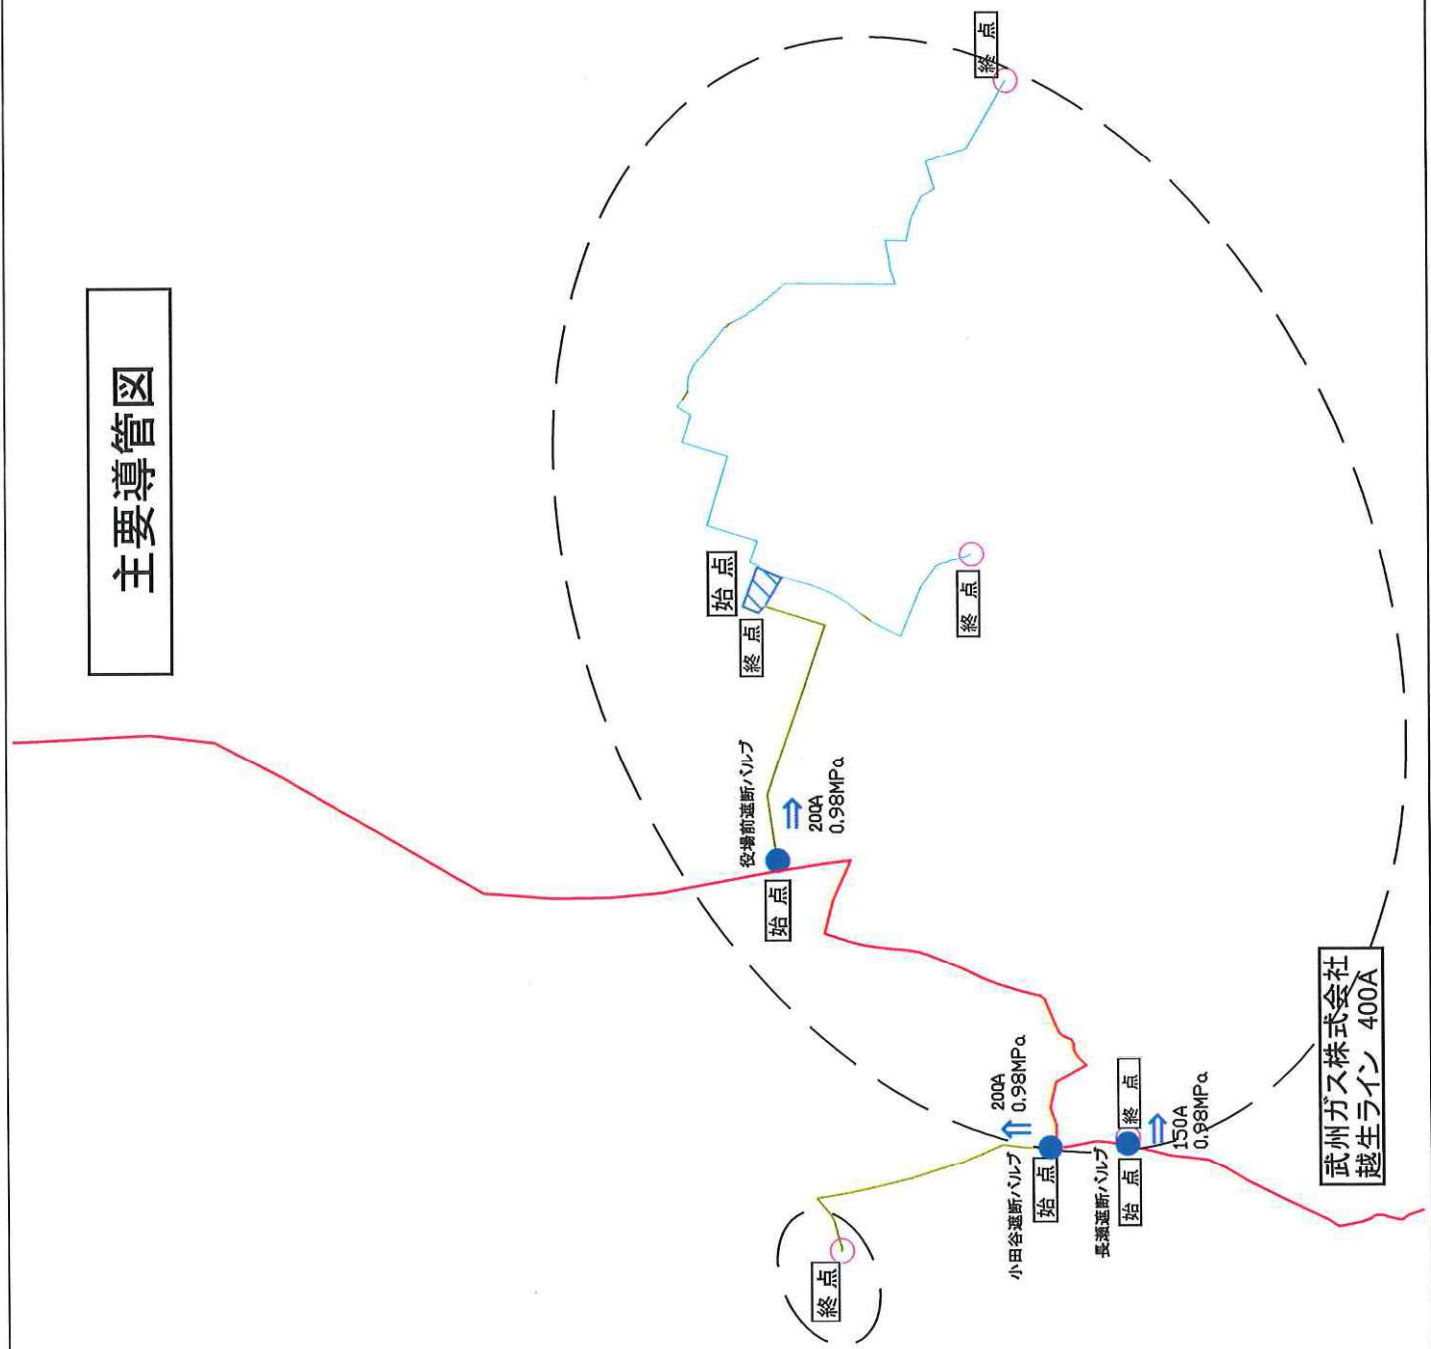 主要導管図
終 点
始 点
終 点
終 点
役場前遮断バルブ
200A
0.98MPa
始 点
200A
0.98MPa
小田谷遮断バルブ
始 点
終 点
長瀬遮断バルブ
始 点
150A
0.98MPa
終 点
武州ガス株式会社
越生ライン 400A